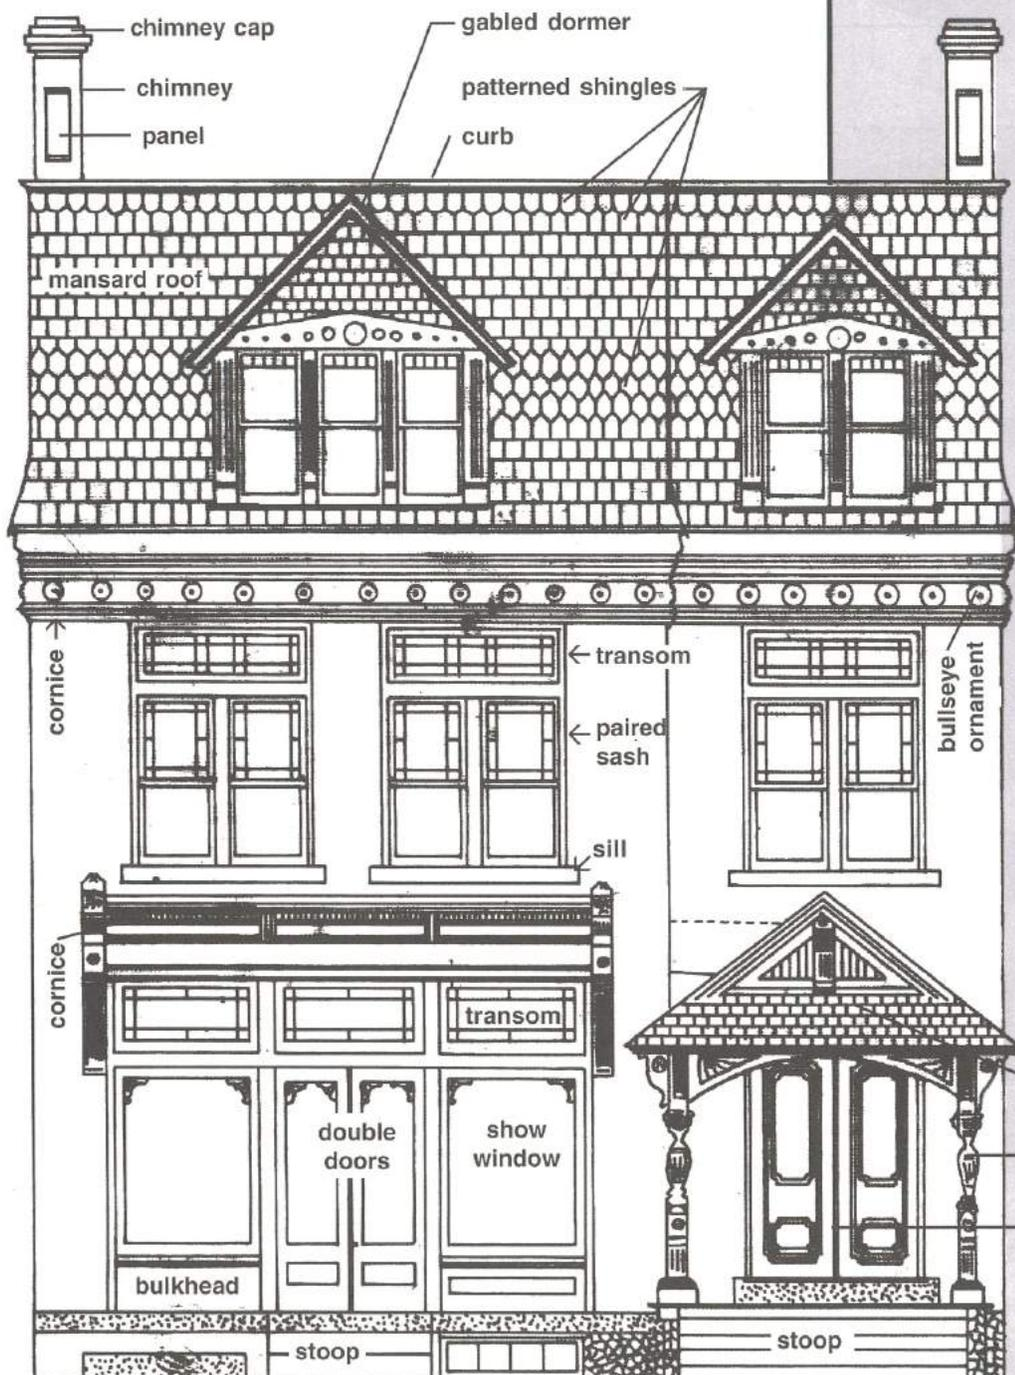 chimney cap
gabled dormer
chimney
patterned shingles
panel
curb
mansard roof
transom
cornice
bullseye
ornament
paired
sash
sill
cornice
transom
double
doors
show
window
bulkhead
stoop
stoop